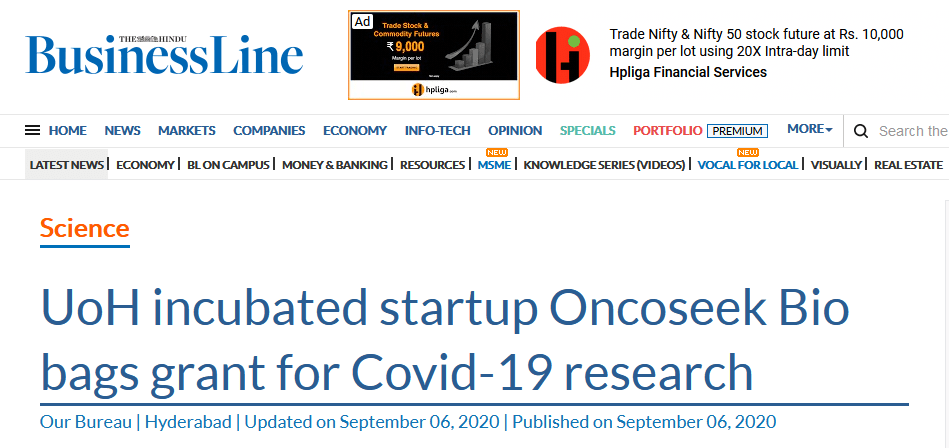 THE HINDU
BusinessLine
Ad
Trade Stock &
Commodity Futures
₹ 9,000
Margin per lot
hpliga.com
Trade Nifty & Nifty 50 stock future at Rs. 10,000
margin per lot using 20X Intra-day limit
Hpliga Financial Services
HOME NEWS MARKETS COMPANIES ECONOMY INFO-TECH OPINION SPECIALS PORTFOLIO PREMIUM MORE Search the
NEW NEW
LATEST NEWS | ECONOMY | BL ON CAMPUS | MONEY & BANKING | RESOURCES | MSME | KNOWLEDGE SERIES (VIDEOS) | VOCAL FOR LOCAL | VISUALLY | REAL ESTATE
Science
UoH incubated startup Oncoseek Bio
bags grant for Covid-19 research
Our Bureau | Hyderabad | Updated on September 06, 2020 | Published on September 06, 2020